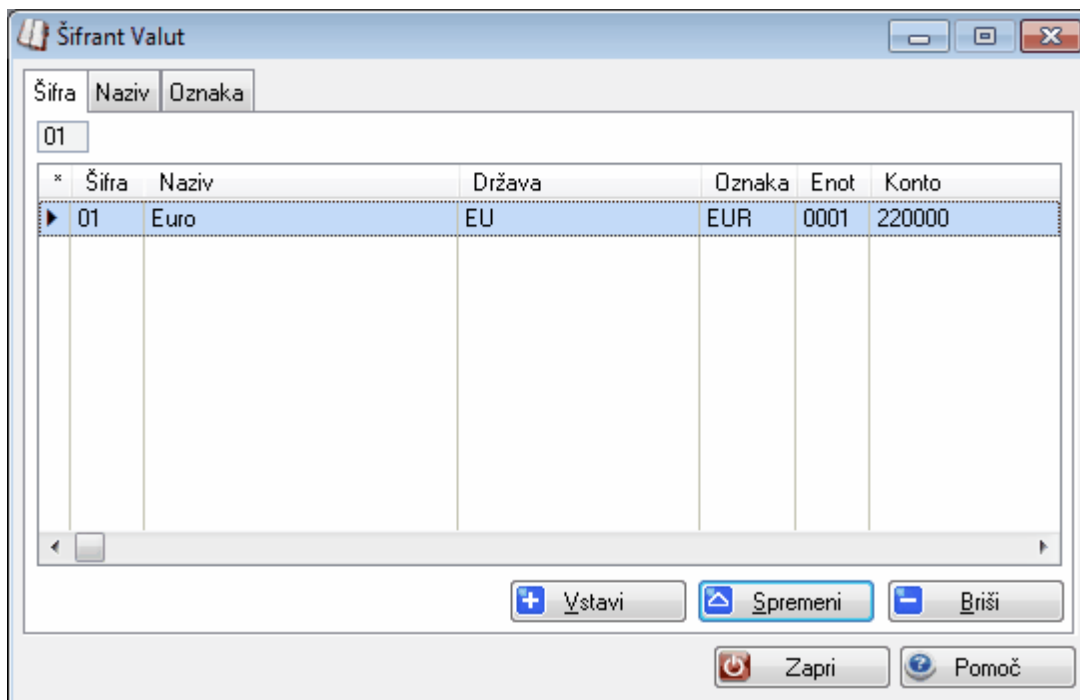 Šifrant Valut
Šifra Naziv Oznaka
01
* Šifra Naziv Država Oznaka Enot Konto
01 Euro EU EUR 0001 220000
Vstavi Spremeni Briši
Zapri Pomoč